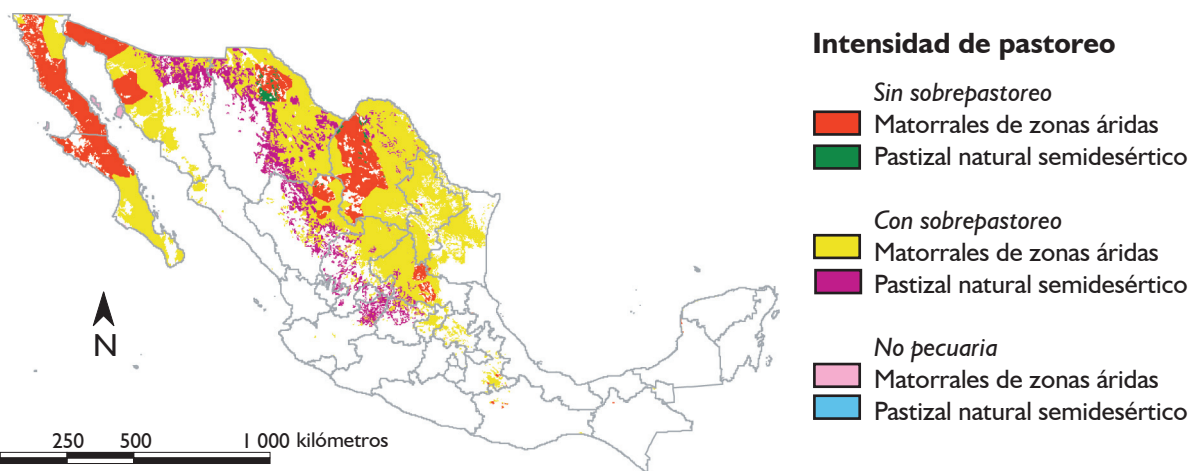 Intensidad de pastoreo
Sin sobrepastoreo
Matorrales de zonas áridas
Pastizal natural semidesértico
Con sobrepastoreo
Matorrales de zonas áridas
Pastizal natural semidesértico
No pecuaria
Matorrales de zonas áridas
Pastizal natural semidesértico
N
250 500 1 000 kilómetros